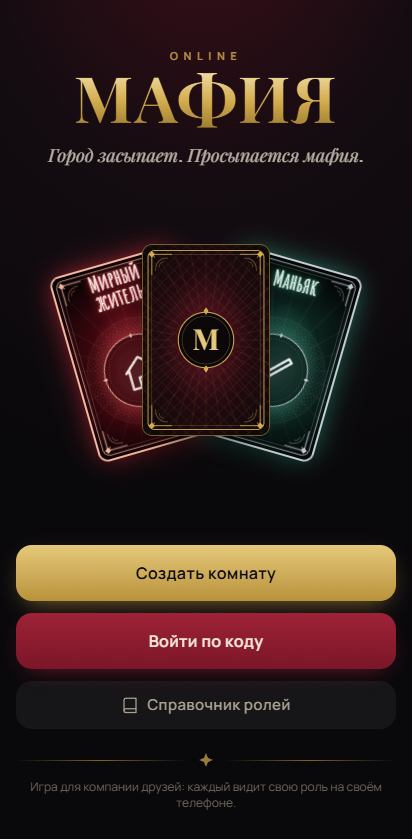 ONLINE
МАФИЯ
Город засыпает. Просыпается мафия.
Мирный
житель
Маньяк
М
Создать комнату
Войти по коду
Справочник ролей
Игра для компании друзей: каждый видит свою роль на своём
телефоне.